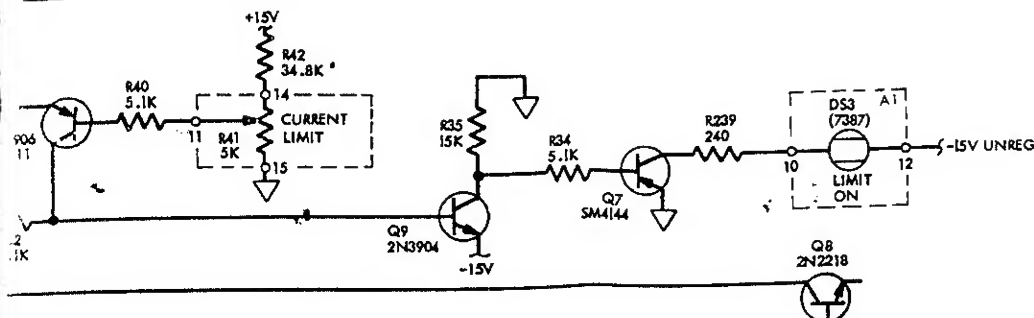 +15V
R42
34.8K
R40
5.1K
14
CURRENT
LIMIT
11
R41
5K
15
906
11
.1K
R35
15K
R34
5.1K
Q7
SM4144
R239
240
A1
DS3
(7387)
10
12
LIMIT
ON
-15V UNREG
Q9
2N3904
-15V
Q8
2N2218